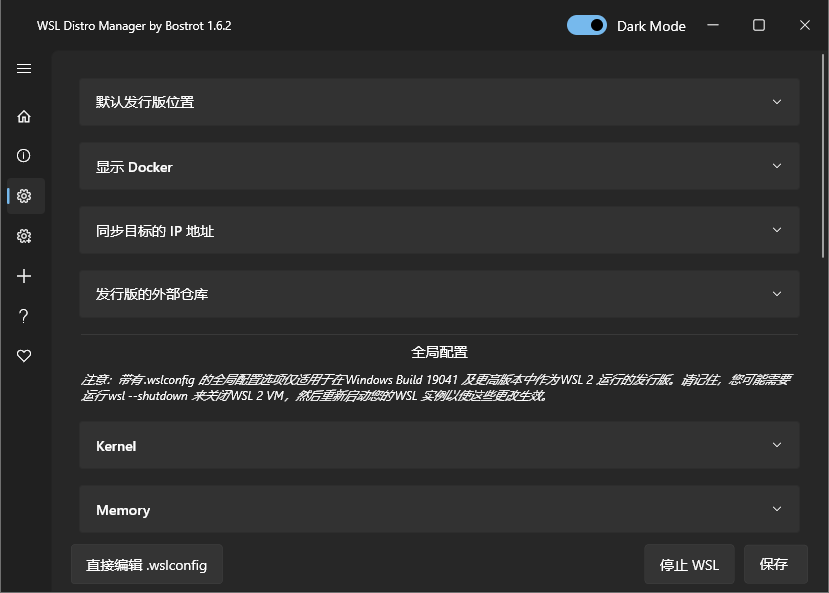 WSL Distro Manager by Bostrot 1.6.2
Dark Mode
默认发行版位置
显示 Docker
同步目标的 IP 地址
发行版的外部仓库
全局配置
注意：带有.wslconfig 的全局配置选项仅适用于在Windows Build 19041 及更高版本中作为WSL 2 运行的发行版。请记住，您可能需要
运行wsl --shutdown 来关闭WSL 2 VM，然后重新启动您的WSL 实例以使这些更改生效。
Kernel
Memory
直接编辑 .wslconfig
停止 WSL
保存